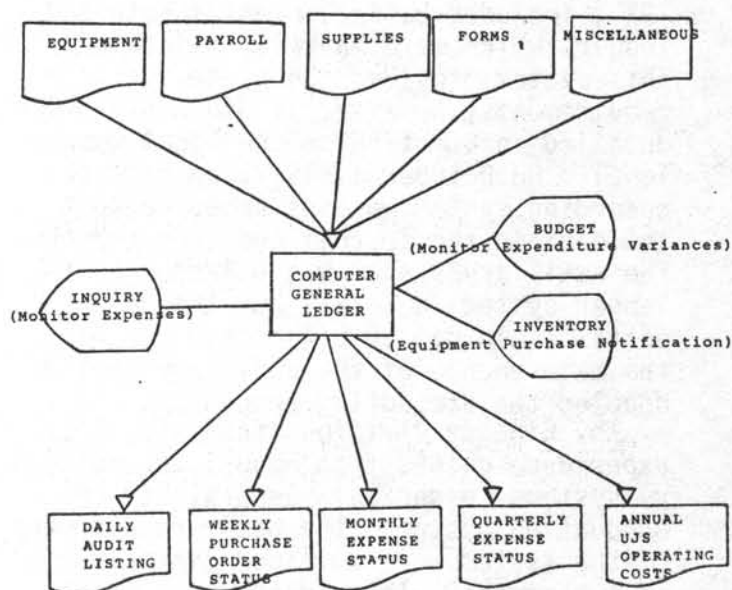 EQUIPMENT
PAYROLL
SUPPLIES
FORMS
MISCELLANEOUS
BUDGET
(Monitor Expenditure Variances)
COMPUTER
GENERAL
LEDGER
INQUIRY
(Monitor Expenses)
INVENTORY
(Equipment Purchase Notification)
DAILY
AUDIT
LISTING
WEEKLY
PURCHASE
ORDER
STATUS
MONTHLY
EXPENSE
STATUS
QUARTERLY
EXPENSE
STATUS
ANNUAL
UJS
OPERATING
COSTS